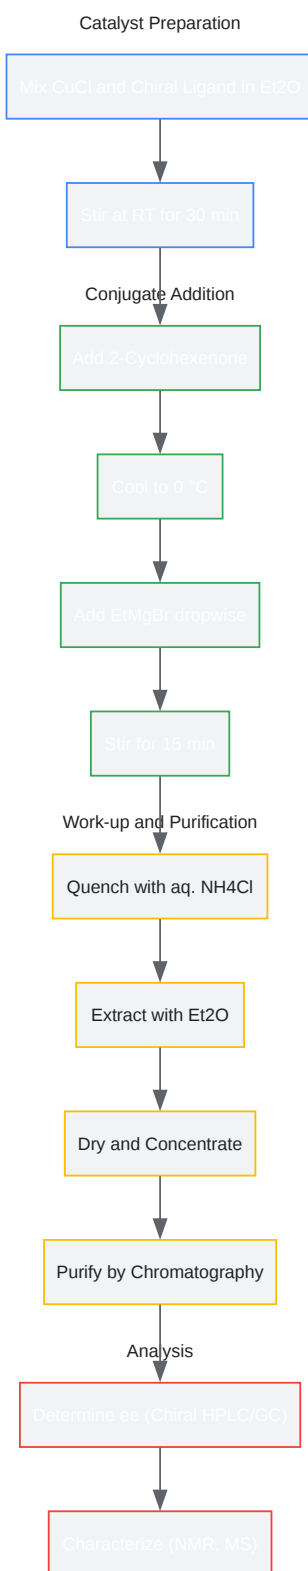 Catalyst Preparation
Mix CuCl and Chiral Ligand in Et2O
Stir at RT for 30 min
Conjugate Addition
Add 2-Cyclohexenone
Cool to 0 °C
Add EtMgBr dropwise
Stir for 15 min
Work-up and Purification
Quench with aq. NH4Cl
Extract with Et2O
Dry and Concentrate
Purify by Chromatography
Analysis
Determine ee (Chiral HPLC/GC)
Characterize (NMR, MS)